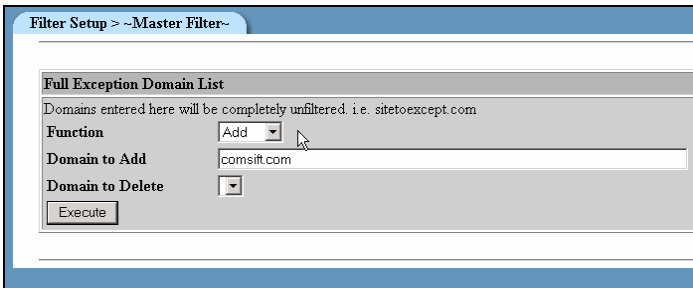 Filter Setup > ~Master Filter~
Full Exception Domain List
Domains entered here will be completely unfiltered. i.e. sitetoexcept.com
Function Add
Domain to Add comsift.com
Domain to Delete
Execute